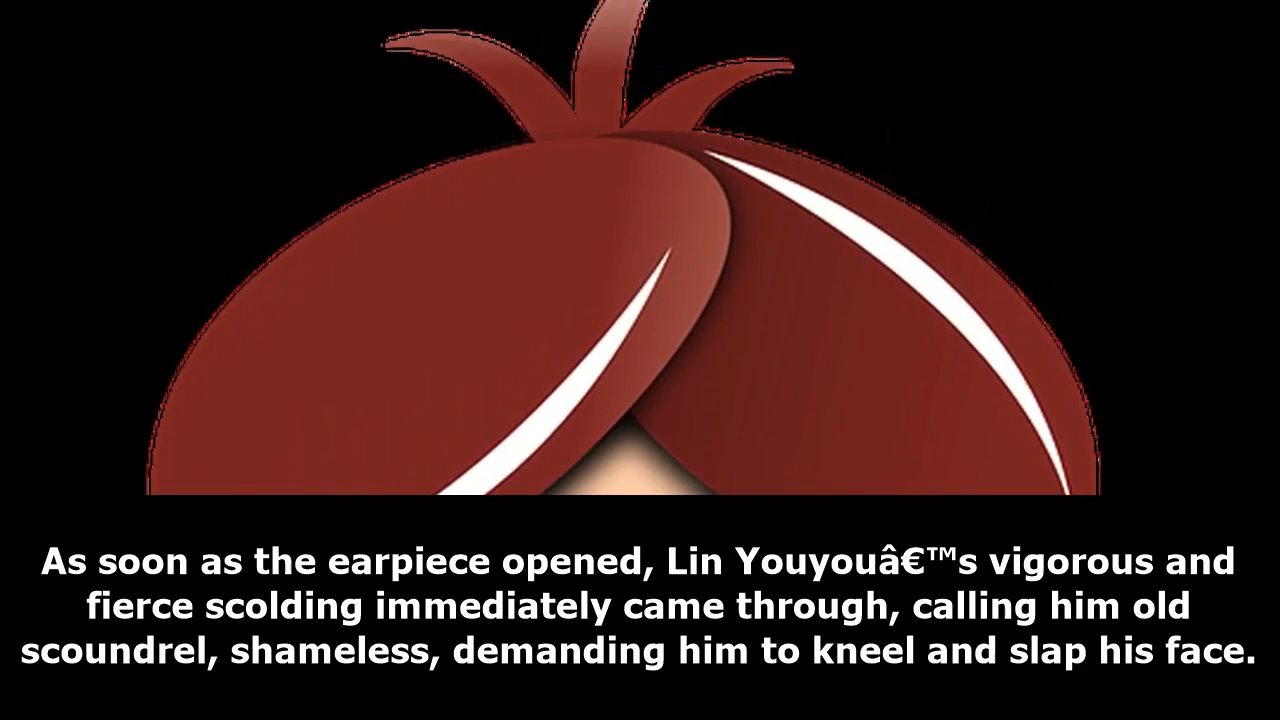 As soon as the earpiece opened, Lin Youyouâ€™s vigorous and
fierce scolding immediately came through, calling him old
scoundrel, shameless, demanding him to kneel and slap his face.